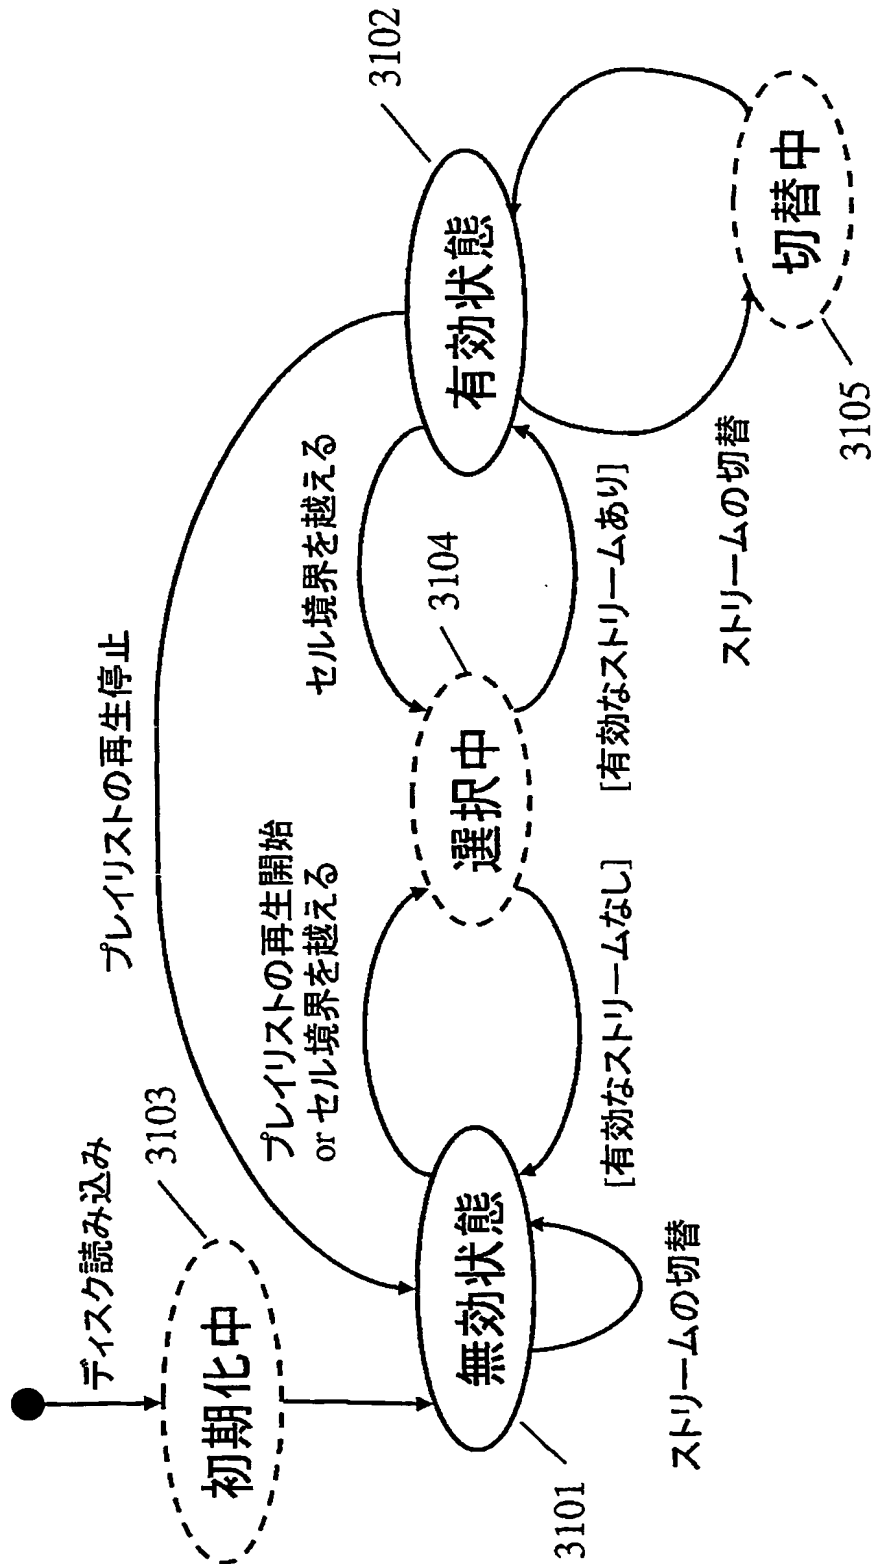 ディスク読み込み
3103
初期化中
プレイリストの再生停止
プレイリストの再生開始
or セル境界を越える
セル境界を越える
3104
3102
無効状態
選択中
有効状態
3101
[有効なストリームなし]
[有効なストリームあり]
ストリームの切替
ストリームの切替
切替中
3105